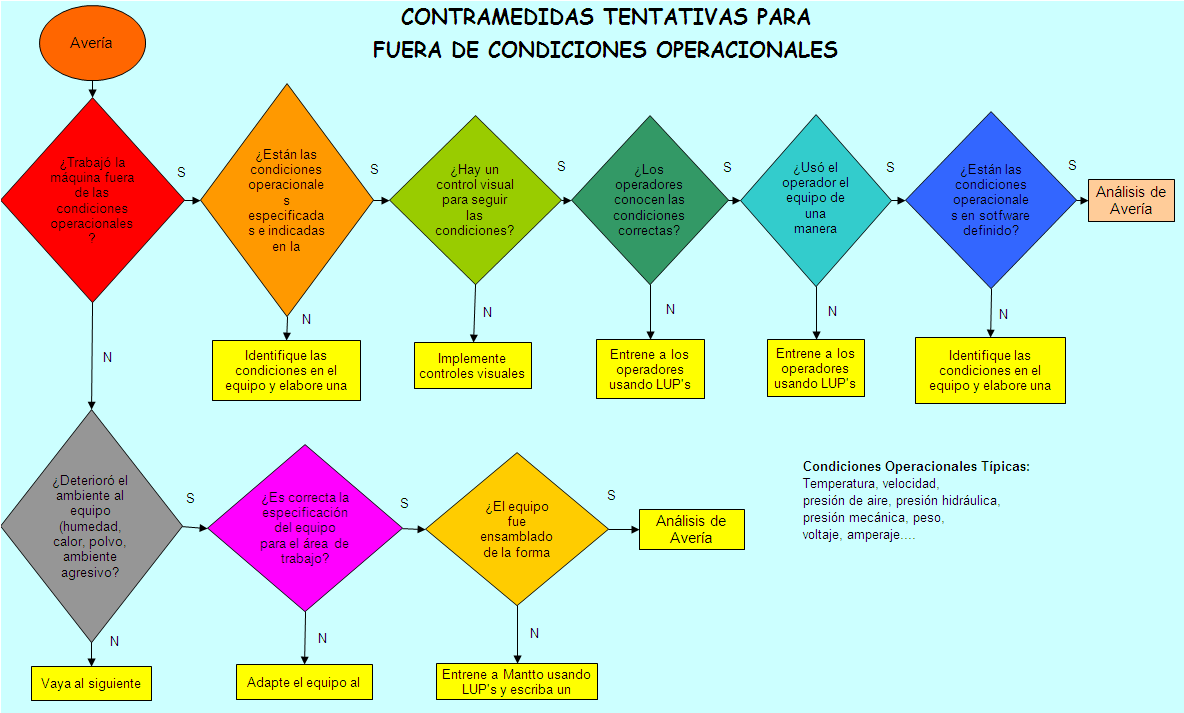 CONTRAMEDIDAS TENTATIVAS PARA
FUERA DE CONDICIONES OPERACIONALES
Avería
¿Trabajó la
máquina fuera
de las
condiciones
operacionales
?
S
¿Están las
condiciones
operacionale
s
especificada
s e indicadas
en la
S
¿Hay un
control visual
para seguir
las
condiciones?
S
¿Los
operadores
conocen las
condiciones
correctas?
S
¿Usó el
operador el
equipo de
una
manera
S
¿Están las
condiciones
operacionale
s en sotfware
definido?
S
Análisis de
Avería
N
N
N
N
N
N
Identifique las
condiciones en el
equipo y elabore una
Implemente
controles visuales
Entrene a los
operadores
usando LUP's
Entrene a los
operadores
usando LUP's
Identifique las
condiciones en el
equipo y elabore una
¿Deterioró el
ambiente al
equipo
(humedad,
calor, polvo,
ambiente
agresivo?
S
¿Es correcta la
especificación
del equipo
para el área de
trabajo?
S
¿El equipo
fue
ensamblado
de la forma
S
Análisis de
Avería
Condiciones Operacionales Típicas:
Temperatura, velocidad,
presión de aire, presión hidráulica,
presión mecánica, peso,
voltaje, amperaje....
N
N
N
Vaya al siguiente
Adapte el equipo al
Entrene a Mantto usando
LUP's y escriba un